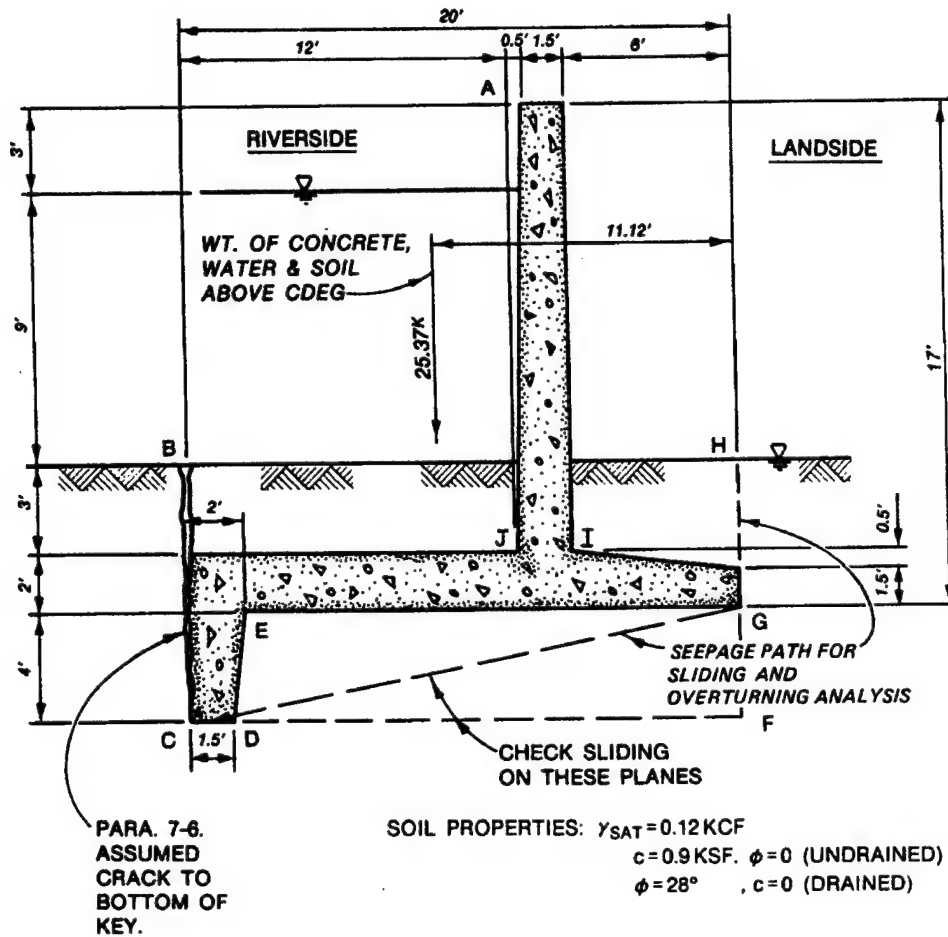 20'
12'
0.5'
1.5'
6'
A
3'
RIVERSIDE
LANDSIDE
11.12'
WT. OF CONCRETE,
WATER & SOIL
ABOVE CDEG
9'
25.37K
17'
B
H
3'
2'
J
I
0.5'
2'
1.5'
E
G
4'
SEEPAGE PATH FOR
SLIDING AND
OVERTURNING ANALYSIS
C
D
F
1.5'
CHECK SLIDING
ON THESE PLANES
PARA. 7-6.
ASSUMED
CRACK TO
BOTTOM OF
KEY.
SOIL PROPERTIES: γSAT=0.12 KCF
c=0.9 KSF. ϕ=0 (UNDRAINED)
ϕ=28° , c=0 (DRAINED)